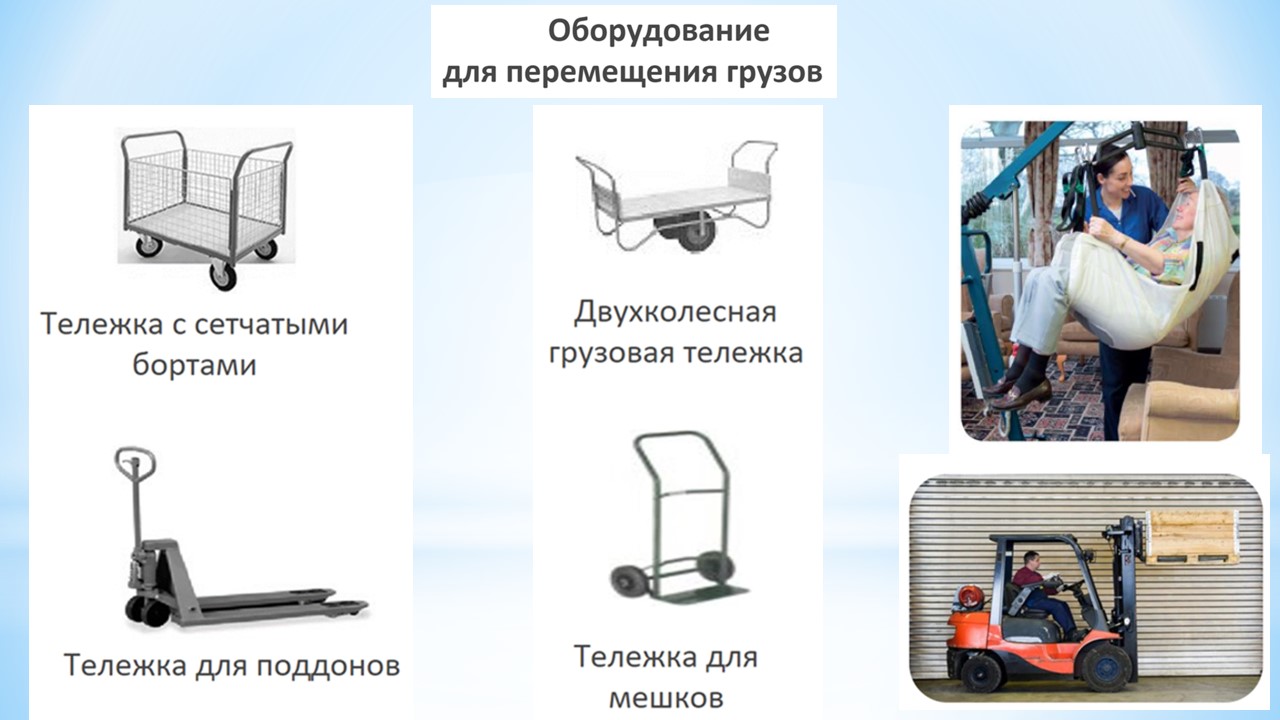 Оборудование
для перемещения грузов
Тележка с сетчатыми
бортами
Двухколесная
грузовая тележка
Тележка для поддонов
Тележка для
мешков